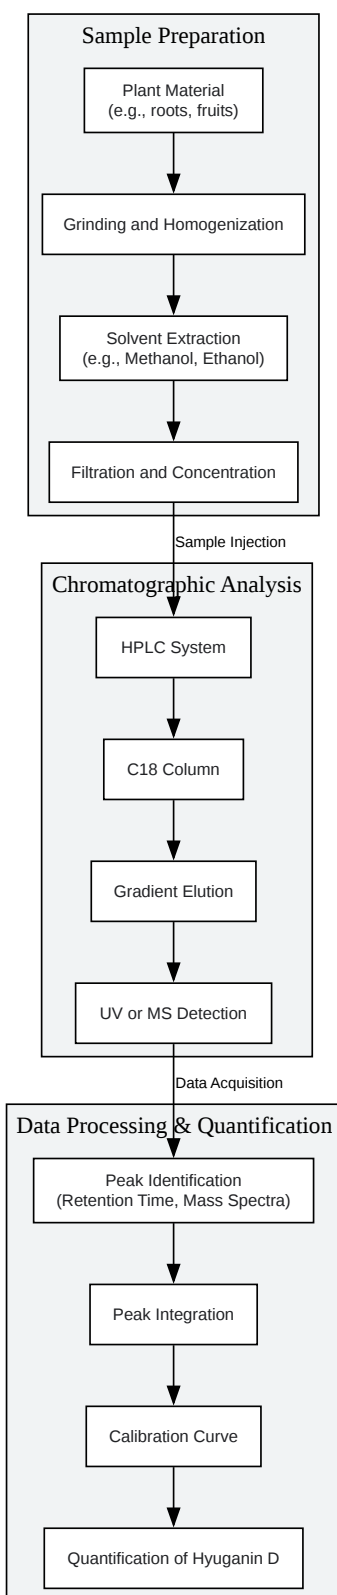 Sample Preparation
Plant Material
(e.g., roots, fruits)
Grinding and Homogenization
Solvent Extraction
(e.g., Methanol, Ethanol)
Filtration and Concentration
Sample Injection
Chromatographic Analysis
HPLC System
C18 Column
Gradient Elution
UV or MS Detection
Data Acquisition
Data Processing & Quantification
Peak Identification
(Retention Time, Mass Spectra)
Peak Integration
Calibration Curve
Quantification of Hyuganin D